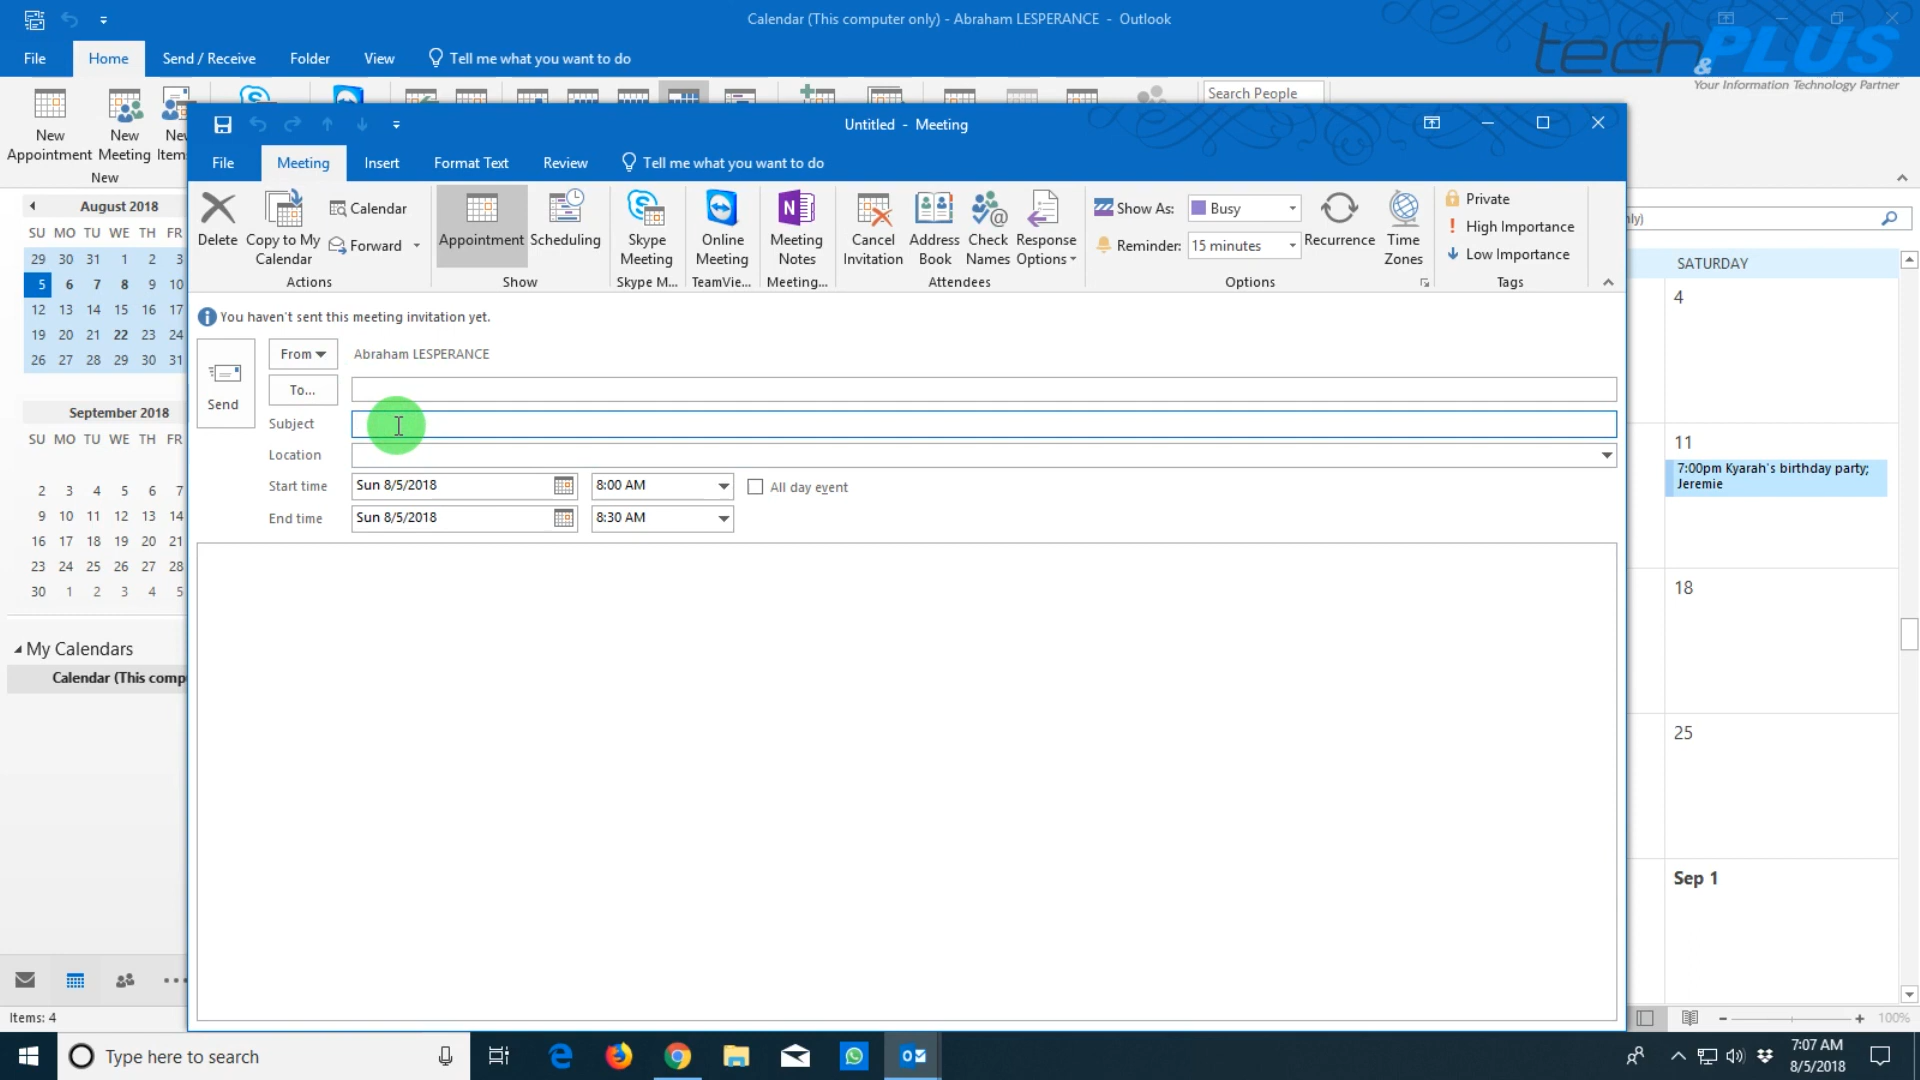 Calendar (This computer only) - Abraham LESPERANCE - Outlook
tech & PLUS
Your Information Technology Partner
File Home Send / Receive Folder View Tell me what you want to do
Search People
New Appointment
New Meeting
New
Items
New
Untitled - Meeting
File Meeting Insert Format Text Review Tell me what you want to do
Delete
Copy to My Calendar
Calendar
Forward
Actions
Appointment
Scheduling
Show
Skype Meeting
Skype M...
Online Meeting
TeamVie...
Meeting Notes
Meeting...
Cancel Invitation
Address Book
Check Names
Response Options
Attendees
Show As: Busy
Reminder: 15 minutes
Recurrence
Time Zones
Options
Private
High Importance
Low Importance
Tags
You haven't sent this meeting invitation yet.
Send
From Abraham LESPERANCE
To...
Subject
Location
Start time Sun 8/5/2018 8:00 AM All day event
End time Sun 8/5/2018 8:30 AM
August 2018
SU MO TU WE TH FR
29 30 31 1 2 3
5 6 7 8 9 10
12 13 14 15 16 17
19 20 21 22 23 24
26 27 28 29 30 31
September 2018
SU MO TU WE TH FR
2 3 4 5 6 7
9 10 11 12 13 14
16 17 18 19 20 21
23 24 25 26 27 28
30 1 2 3 4 5
My Calendars
Calendar (This comp
nly)
SATURDAY
4
11
7:00pm Kyarah's birthday party;
Jeremie
18
25
Sep 1
Items: 4
100%
Type here to search
7:07 AM
8/5/2018